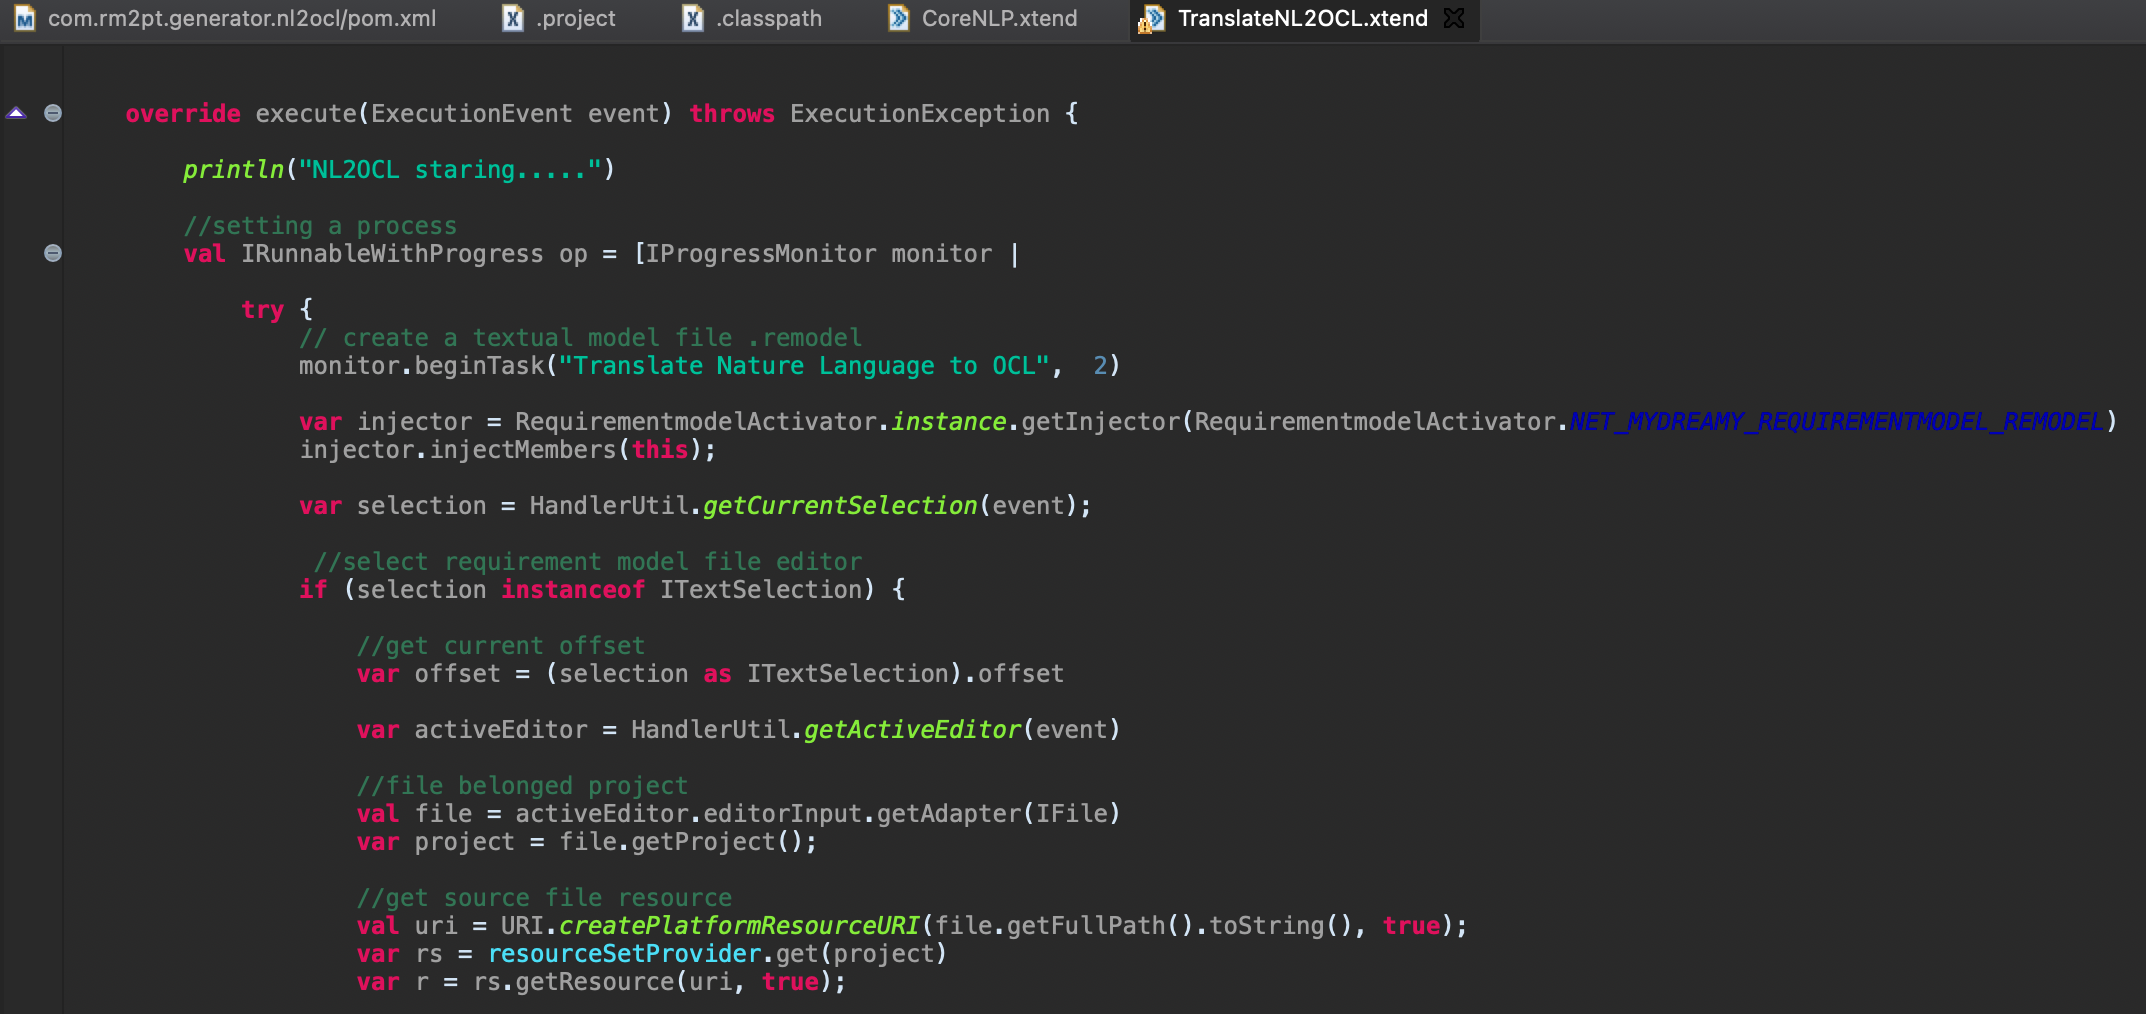 com.rm2pt.generator.nl2ocl/pom.xml .project .classpath CoreNLP.xtend TranslateNL2OCL.xtend
override execute(ExecutionEvent event) throws ExecutionException {
println("NL2OCL staring.....")
//setting a process
val IRunnableWithProgress op = [IProgressMonitor monitor |
try {
// create a textual model file .remodel
monitor.beginTask("Translate Nature Language to OCL",  2)
var injector = RequirementmodelActivator.instance.getInjector(RequirementmodelActivator.NET_MYDREAMY_REQUIREMENTMODEL_REMODEL)
injector.injectMembers(this);
var selection = HandlerUtil.getCurrentSelection(event);
//select requirement model file editor
if (selection instanceof ITextSelection) {
//get current offset
var offset = (selection as ITextSelection).offset
var activeEditor = HandlerUtil.getActiveEditor(event)
//file belonged project
val file = activeEditor.editorInput.getAdapter(IFile)
var project = file.getProject();
//get source file resource
val uri = URI.createPlatformResourceURI(file.getFullPath().toString(), true);
var rs = resourceSetProvider.get(project)
var r = rs.getResource(uri, true);